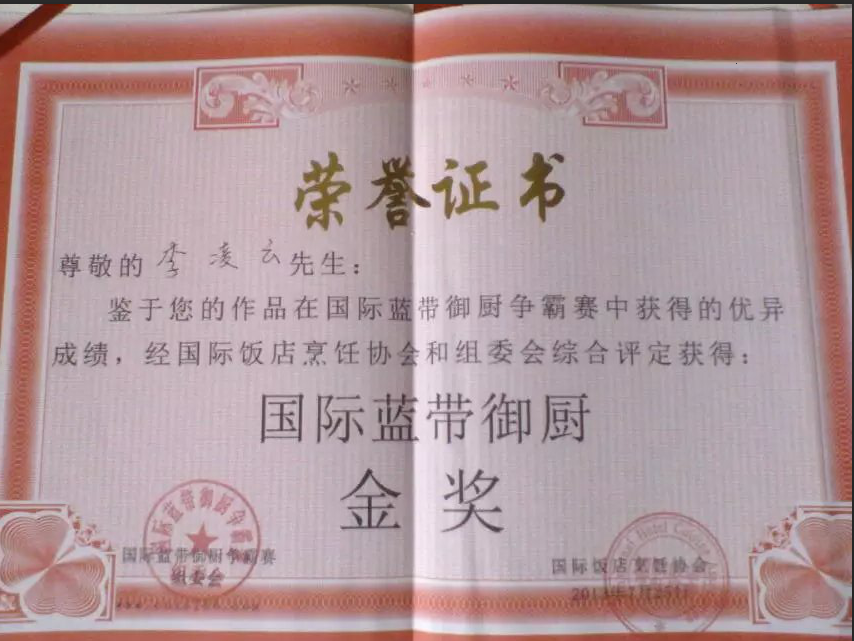 荣誉证书
尊敬的 李凌云 先生：
鉴于您的作品在国际蓝带御厨争霸赛中获得的优异
成绩，经国际饭店烹饪协会和组委会综合评定获得：
国际蓝带御厨
金奖
国际蓝带御厨争霸赛
组委会
国际饭店烹饪协会